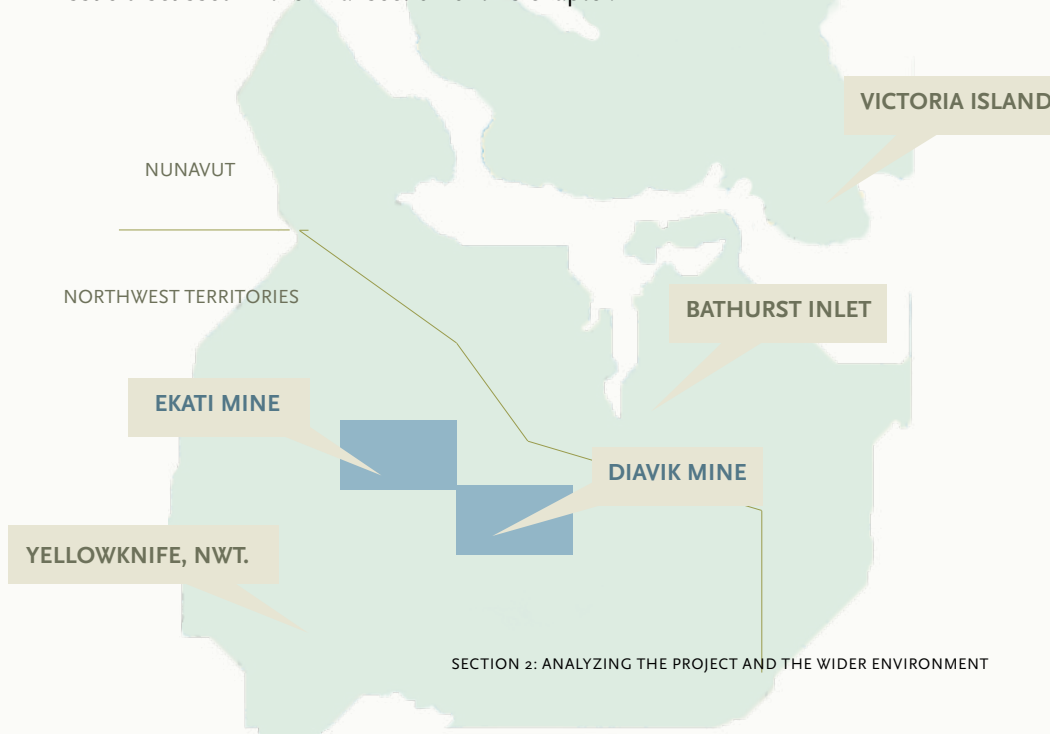 VICTORIA ISLAND
NUNAVUT
NORTHWEST TERRITORIES
BATHURST INLET
EKATI MINE
DIAVIK MINE
YELLOWKNIFE, NWT.
SECTION 2: ANALYZING THE PROJECT AND THE WIDER ENVIRONMENT